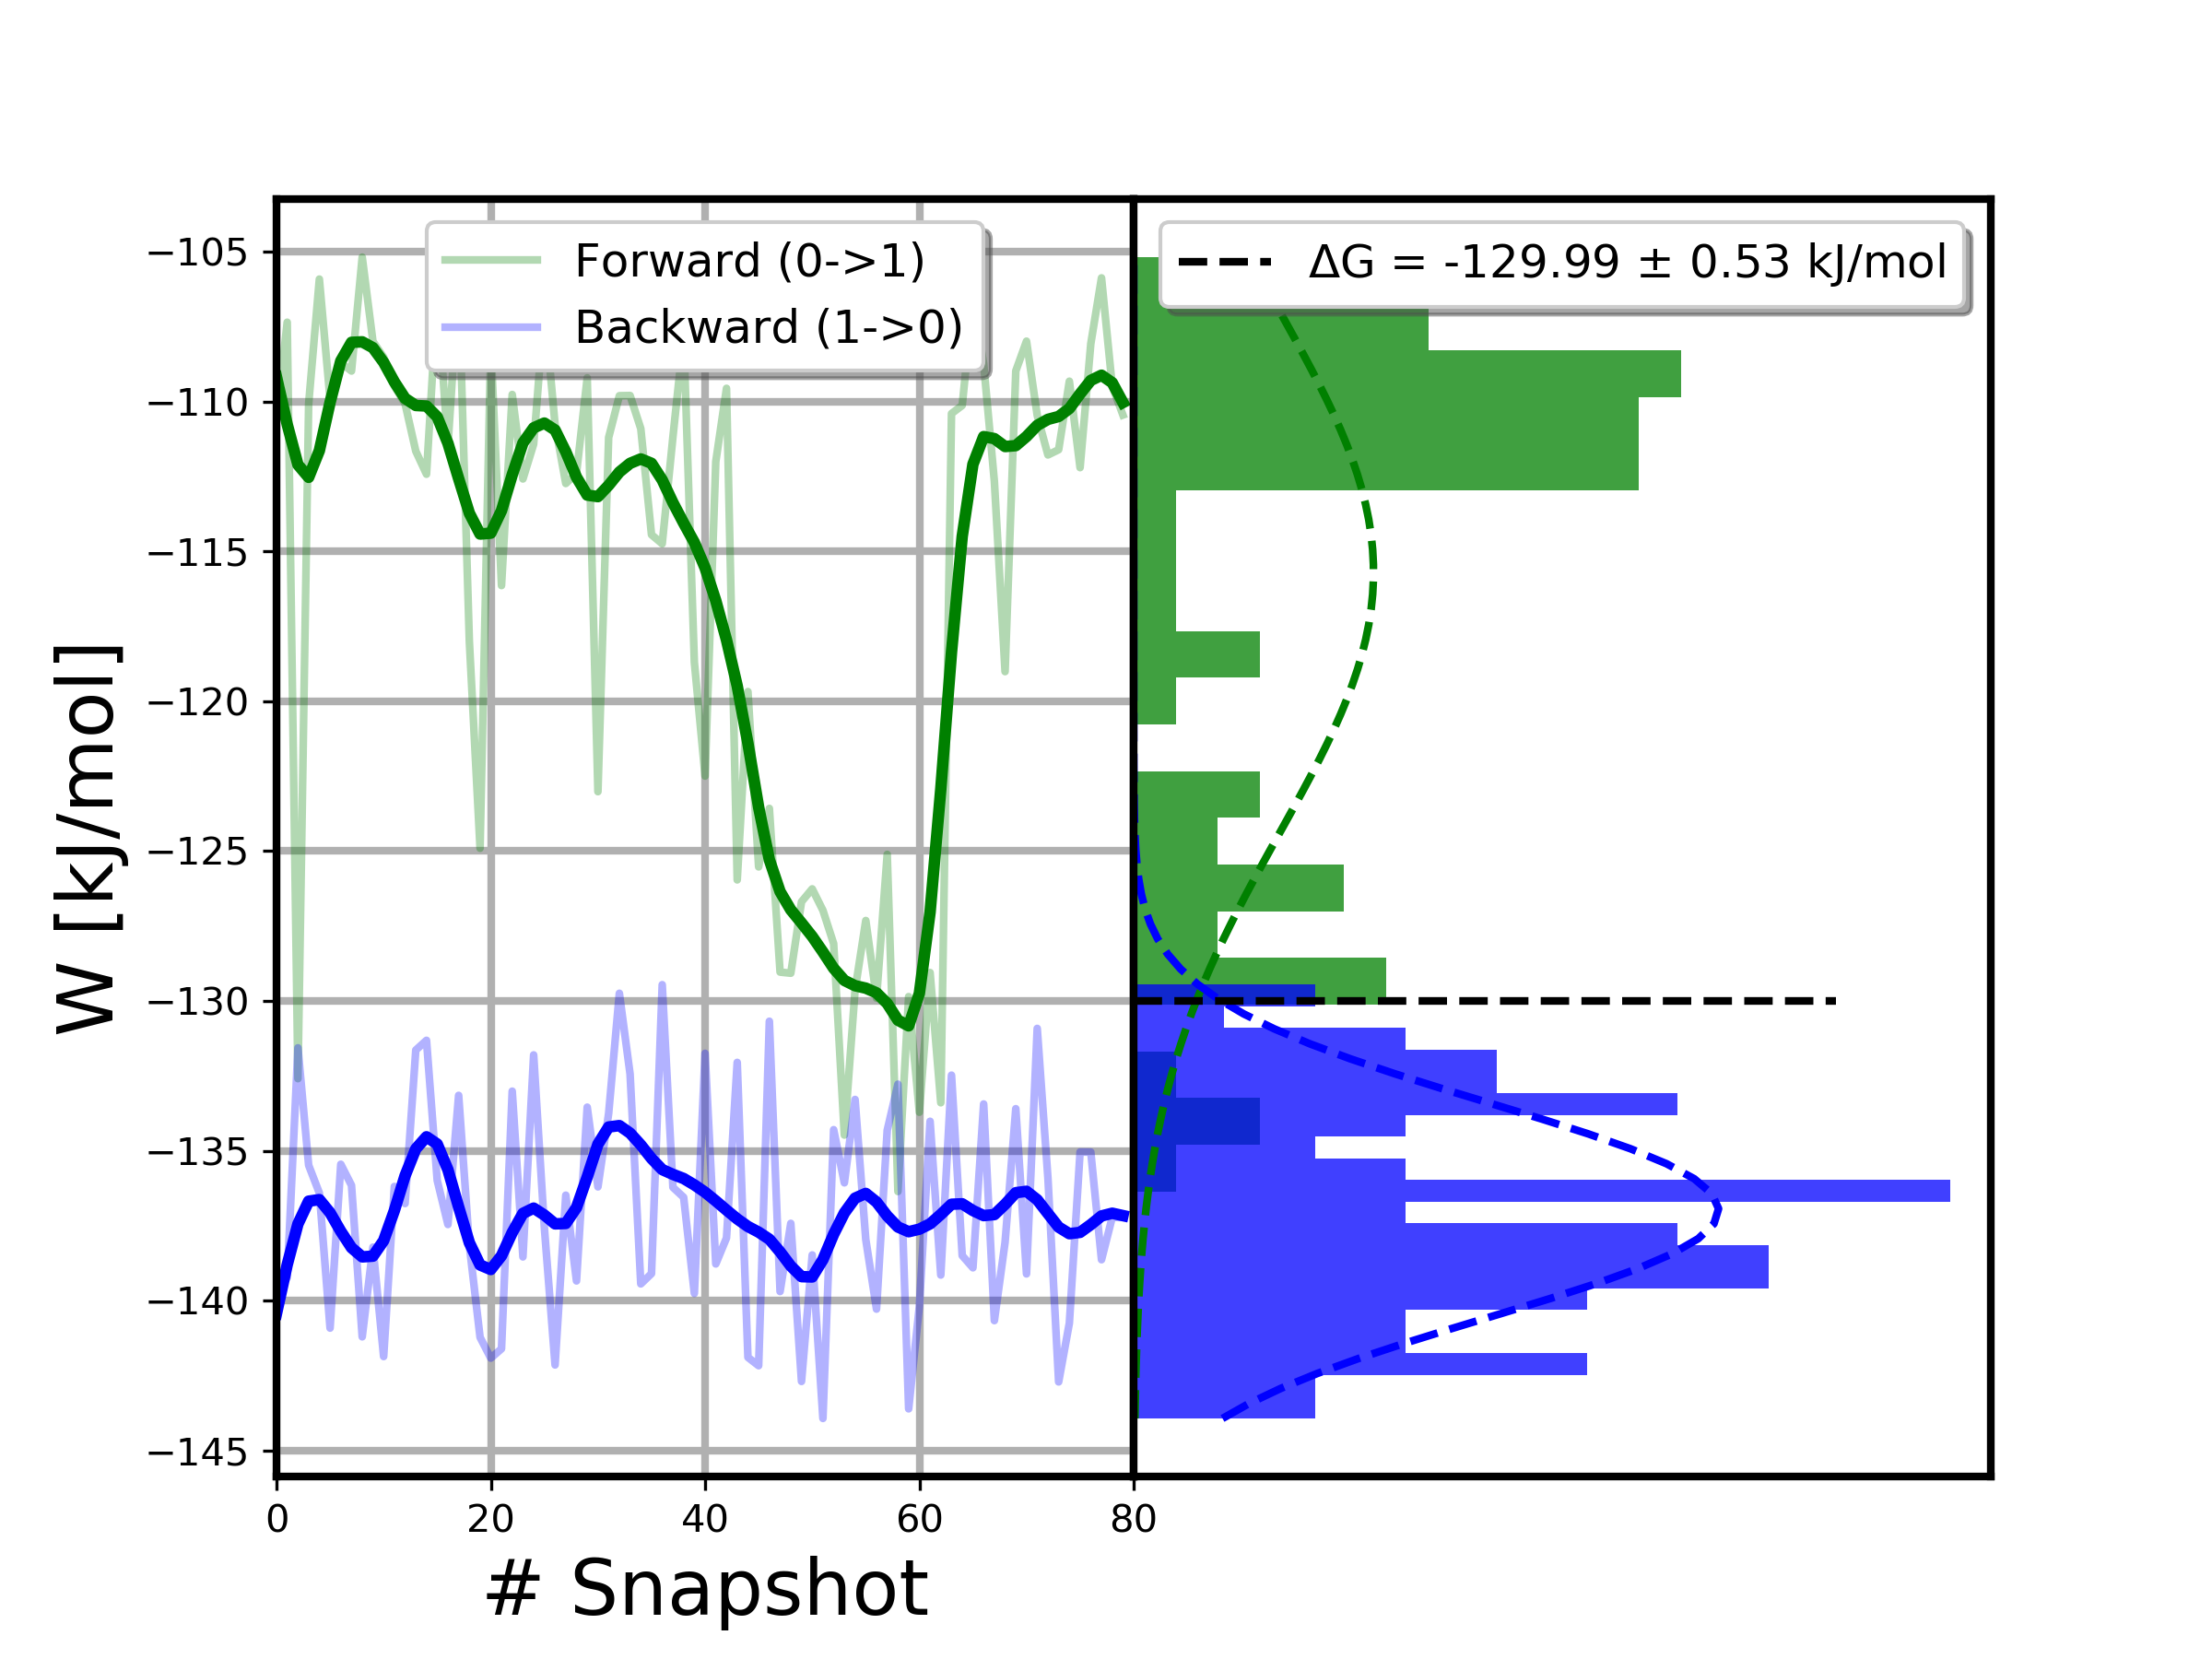 Forward (0->1)
Backward (1->0)
ΔG = -129.99 ± 0.53 kJ/mol
W [kJ/mol]
−105
−110
−115
−120
−125
−130
−135
−140
−145
0
20
40
60
80
# Snapshot